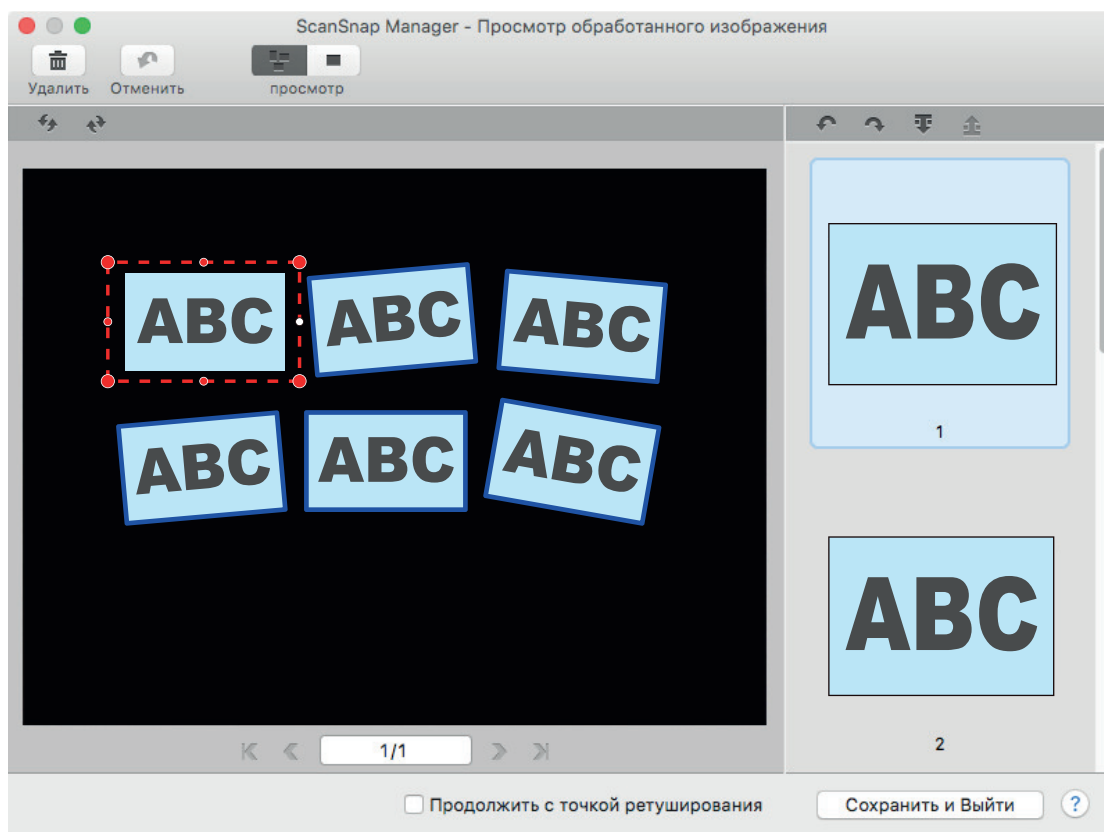 ScanSnap Manager - Просмотр обработанного изображения
Удалить Отменить просмотр
ABC ABC ABC
ABC ABC ABC
1/1
ABC
1
ABC
2
Продолжить с точкой ретуширования Сохранить и Выйти ?